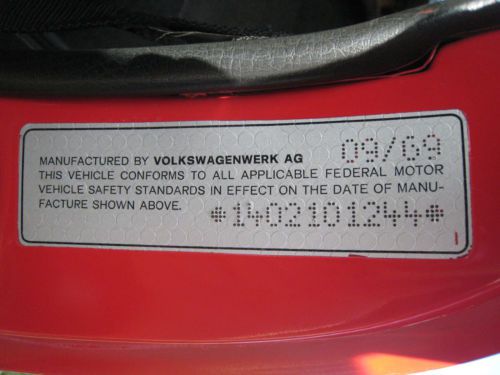 MANUFACTURED BY VOLKSWAGENWERK AG 09/69
THIS VEHICLE CONFORMS TO ALL APPLICABLE FEDERAL MOTOR
VEHICLE SAFETY STANDARDS IN EFFECT ON THE DATE OF MANU-
FACTURE SHOWN ABOVE.
*1402101244*